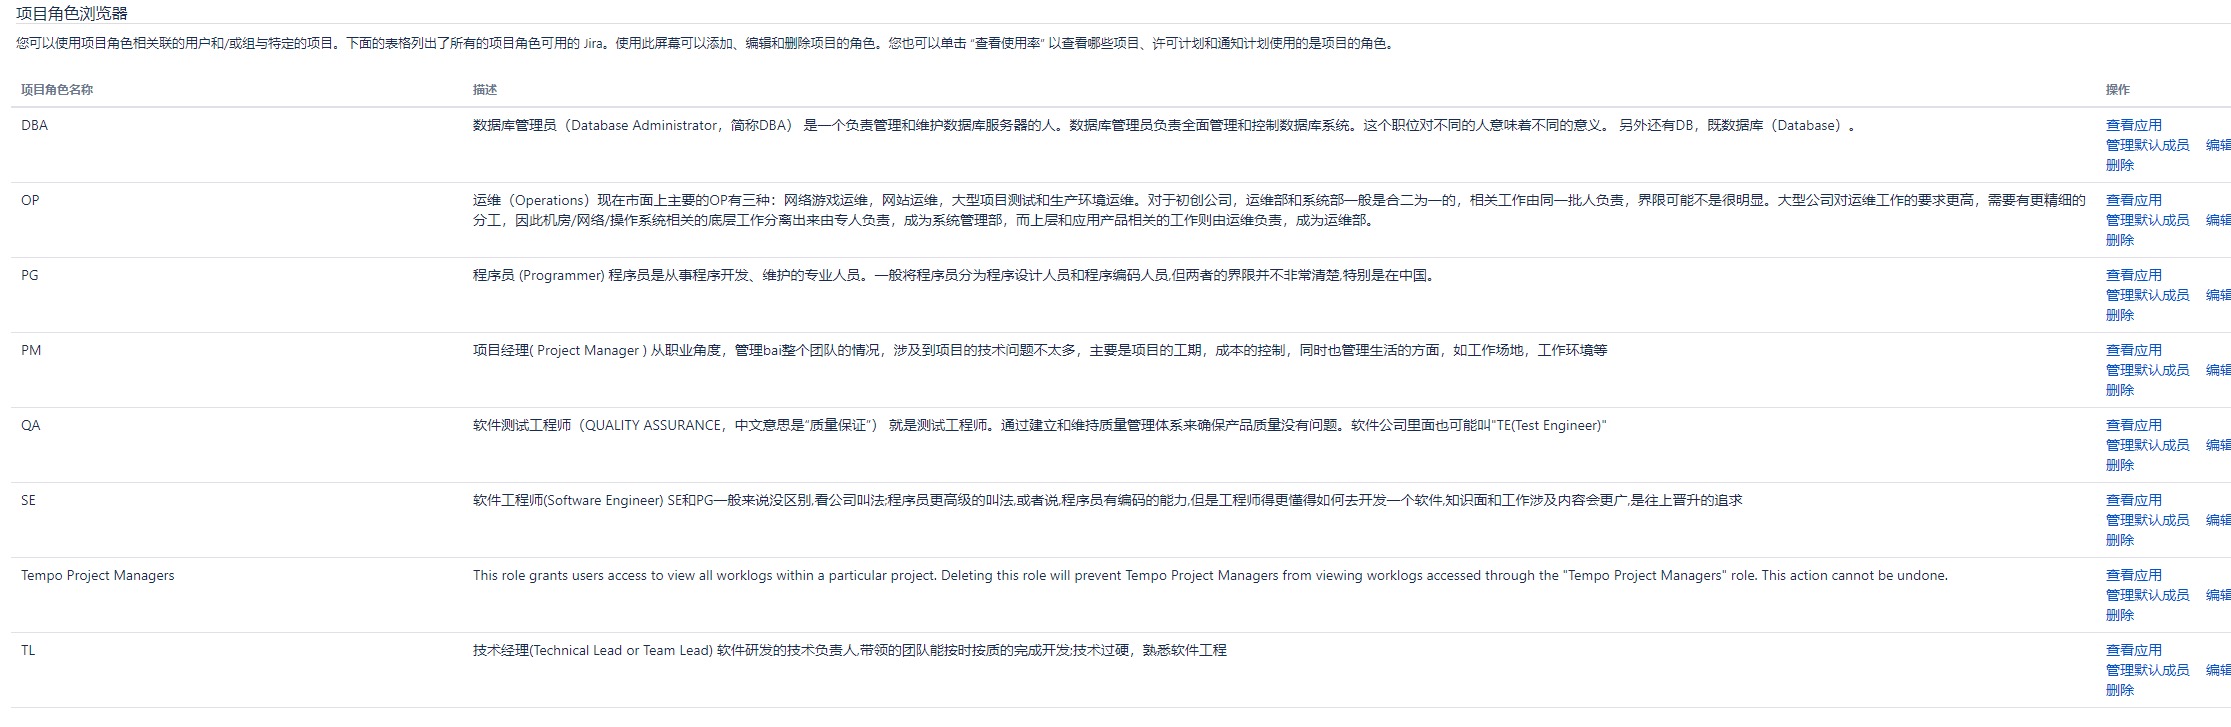 项目角色浏览器
您可以使用项目角色相关联的用户和/或组与特定的项目。下面的表格列出了所有的项目角色可用的 Jira。使用此屏幕可以添加、编辑和删除项目的角色。您也可以单击 “查看使用率” 以查看哪些项目、许可计划和通知计划使用的是项目的角色。
项目角色名称 描述 操作
DBA 数据库管理员（Database Administrator，简称DBA） 是一个负责管理和维护数据库服务器的人。数据库管理员负责全面管理和控制数据库系统。这个职位对不同的人意味着不同的意义。 另外还有DB，既数据库（Database）。 查看应用
管理默认成员 编辑
删除
OP 运维（Operations）现在市面上主要的OP有三种：网络游戏运维，网站运维，大型项目测试和生产环境运维。对于初创公司，运维部和系统部一般是合二为一的，相关工作由同一批人负责，界限可能不是很明显。大型公司对运维工作的要求更高，需要有更精细的 查看应用
分工，因此机房/网络/操作系统相关的底层工作分离出来由专人负责，成为系统管理部，而上层和应用产品相关的工作则由运维负责，成为运维部。 管理默认成员 编辑
删除
PG 程序员 (Programmer) 程序员是从事程序开发、维护的专业人员。一般将程序员分为程序设计人员和程序编码人员,但两者的界限并不非常清楚,特别是在中国。 查看应用
管理默认成员 编辑
删除
PM 项目经理( Project Manager ) 从职业角度，管理bai整个团队的情况，涉及到项目的技术问题不太多，主要是项目的工期，成本的控制，同时也管理生活的方面，如工作场地，工作环境等 查看应用
管理默认成员 编辑
删除
QA 软件测试工程师（QUALITY ASSURANCE，中文意思是“质量保证”） 就是测试工程师。通过建立和维持质量管理体系来确保产品质量没有问题。软件公司里面也可能叫"TE(Test Engineer)" 查看应用
管理默认成员 编辑
删除
SE 软件工程师(Software Engineer) SE和PG一般来说没区别,看公司叫法;程序员更高级的叫法,或者说,程序员有编码的能力,但是工程师得更懂得如何去开发一个软件,知识面和工作涉及内容会更广,是往上晋升的追求 查看应用
管理默认成员 编辑
删除
Tempo Project Managers This role grants users access to view all worklogs within a particular project. Deleting this role will prevent Tempo Project Managers from viewing worklogs accessed through the "Tempo Project Managers" role. This action cannot be undone. 查看应用
管理默认成员 编辑
删除
TL 技术经理(Technical Lead or Team Lead) 软件研发的技术负责人,带领的团队能按时按质的完成开发;技术过硬，熟悉软件工程 查看应用
管理默认成员 编辑
删除